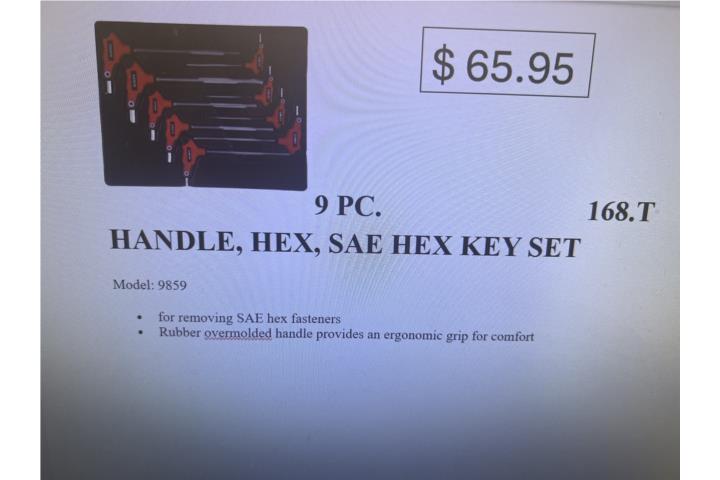 $ 65.95
9 PC.
168.T
HANDLE, HEX, SAE HEX KEY SET
Model: 9859
• for removing SAE hex fasteners
• Rubber overmolded handle provides an ergonomic grip for comfort